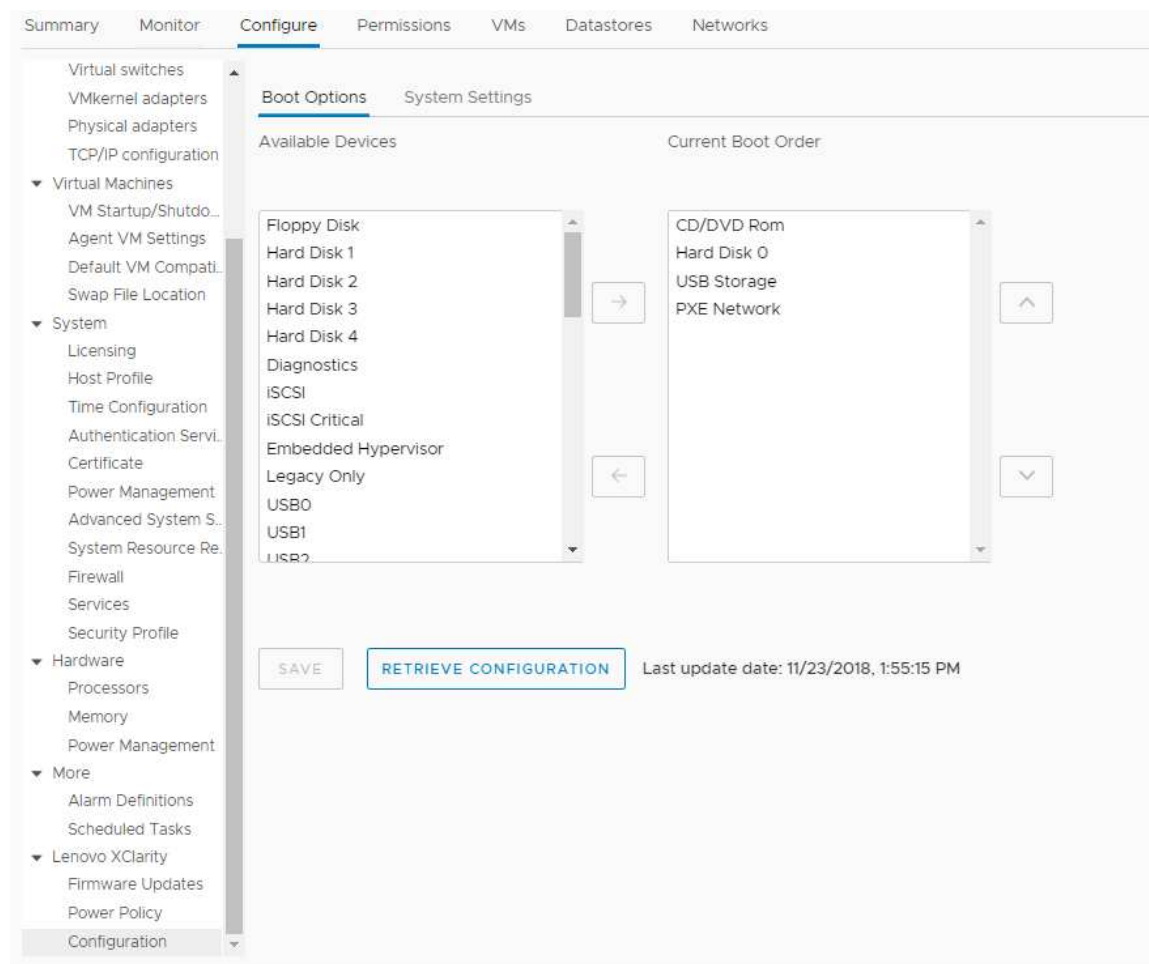 Summary Monitor Configure Permissions VMs Datastores Networks
Virtual switches
VMkernel adapters
Physical adapters
TCP/IP configuration
Virtual Machines
VM Startup/Shutdo...
Agent VM Settings
Default VM Compati..
Swap File Location
System
Licensing
Host Profile
Time Configuration
Authentication Servi..
Certificate
Power Management
Advanced System S..
System Resource Re.
Firewall
Services
Security Profile
Hardware
Processors
Memory
Power Management
More
Alarm Definitions
Scheduled Tasks
Lenovo XClarity
Firmware Updates
Power Policy
Configuration
Boot Options System Settings
Available Devices
Floppy Disk
Hard Disk 1
Hard Disk 2
Hard Disk 3
Hard Disk 4
Diagnostics
iSCSI
iSCSI Critical
Embedded Hypervisor
Legacy Only
USB0
USB1
USB2
Current Boot Order
CD/DVD Rom
Hard Disk 0
USB Storage
PXE Network
SAVE RETRIEVE CONFIGURATION Last update date: 11/23/2018, 1:55:15 PM